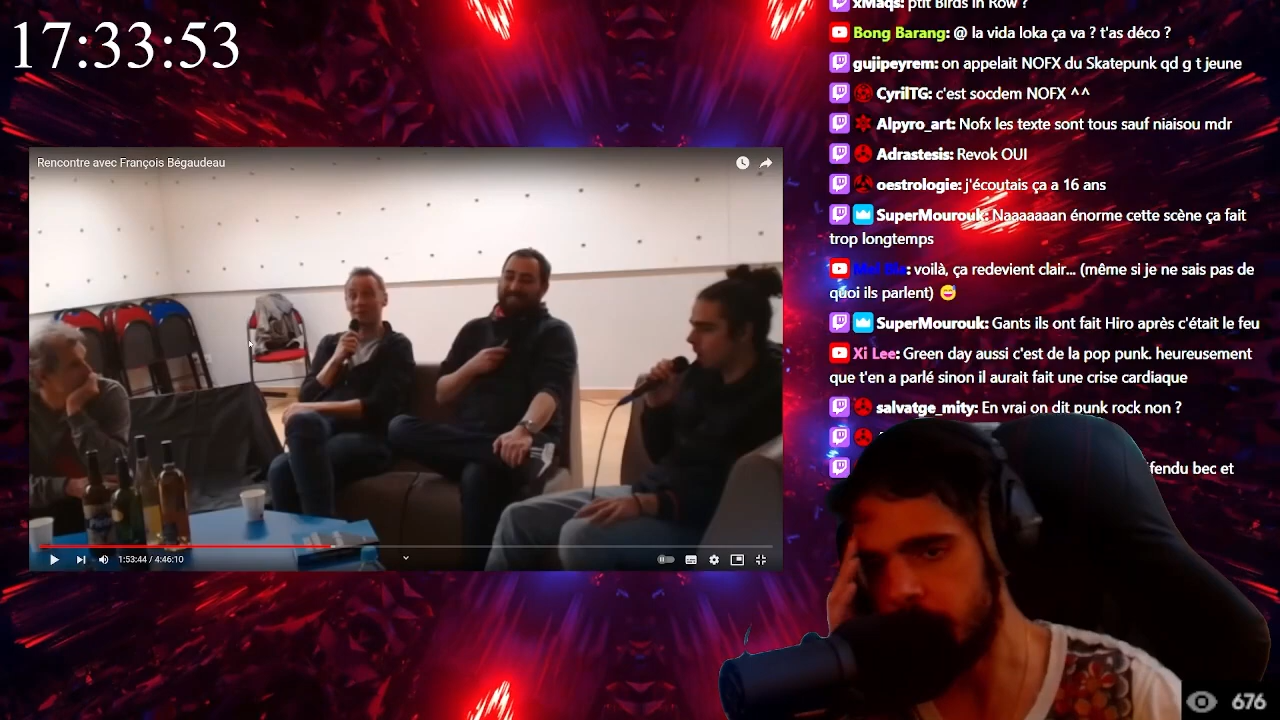 17:33:53
Rencontre avec François Bégaudeau
1:53:44 / 4:46:10
xMaqs: ptit Birds in Row ?
Bong Barang: @ la vida loka ça va ? t'as déco ?
gujipeyrem: on appelait NOFX du Skatepunk qd g t jeune
CyrilTG: c'est socdem NOFX ^^
Alpyro_art: Nofx les texte sont tous sauf niaisou mdr
Adrastesis: Revok OUI
oestrologie: j'écoutais ça a 16 ans
SuperMourouk: Naaaaaaan énorme cette scène ça fait
trop longtemps
: voilà, ça redevient clair... (même si je ne sais pas de
quoi ils parlent) 😅
SuperMourouk: Gants ils ont fait Hiro après c'était le feu
Xi Lee: Green day aussi c'est de la pop punk. heureusement
que t'en a parlé sinon il aurait fait une crise cardiaque
salvatge_mity: En vrai on dit punk rock non ?
fendu bec et
676